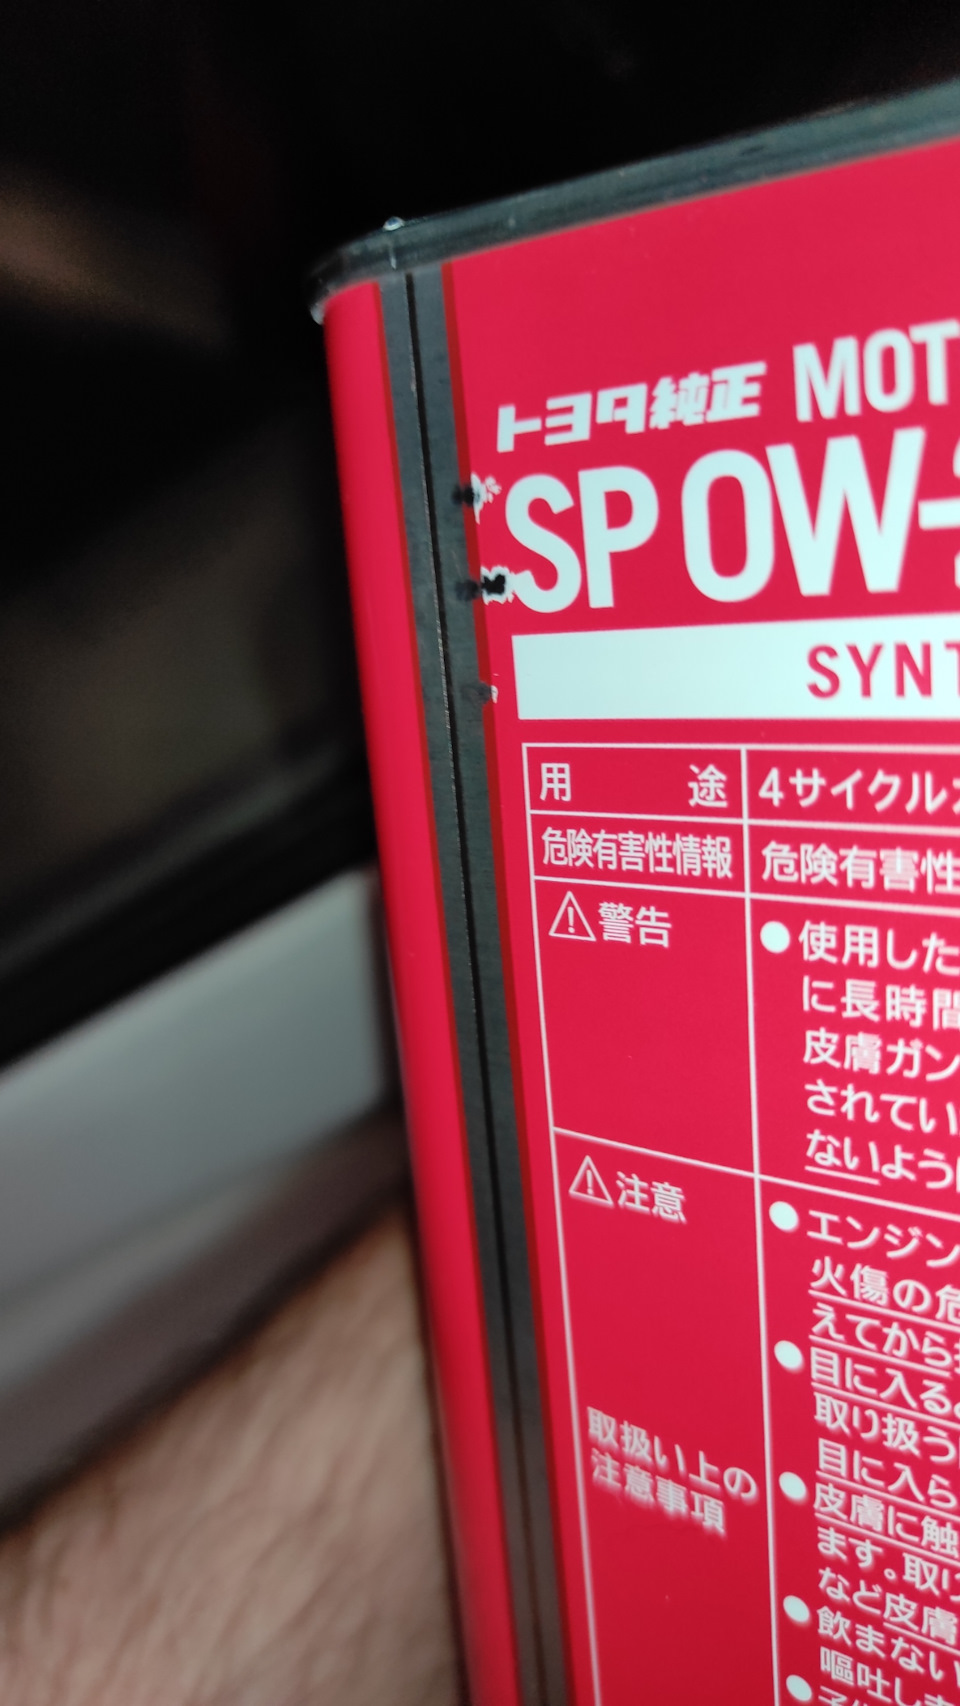 トヨタ純正 MOT
SP 0W-
SYNT
用途 4サイクル
危険有害性情報 危険有害性
⚠警告
●使用した
に長時間
皮膚ガン
されてい
ないよう
⚠注意
取扱い上の
注意事項
●エンジン
火傷の危
えてから
●目に入る
取り扱う
目に入ら
●皮膚に触
ます。取り
など皮膚
●飲まない
嘔吐し